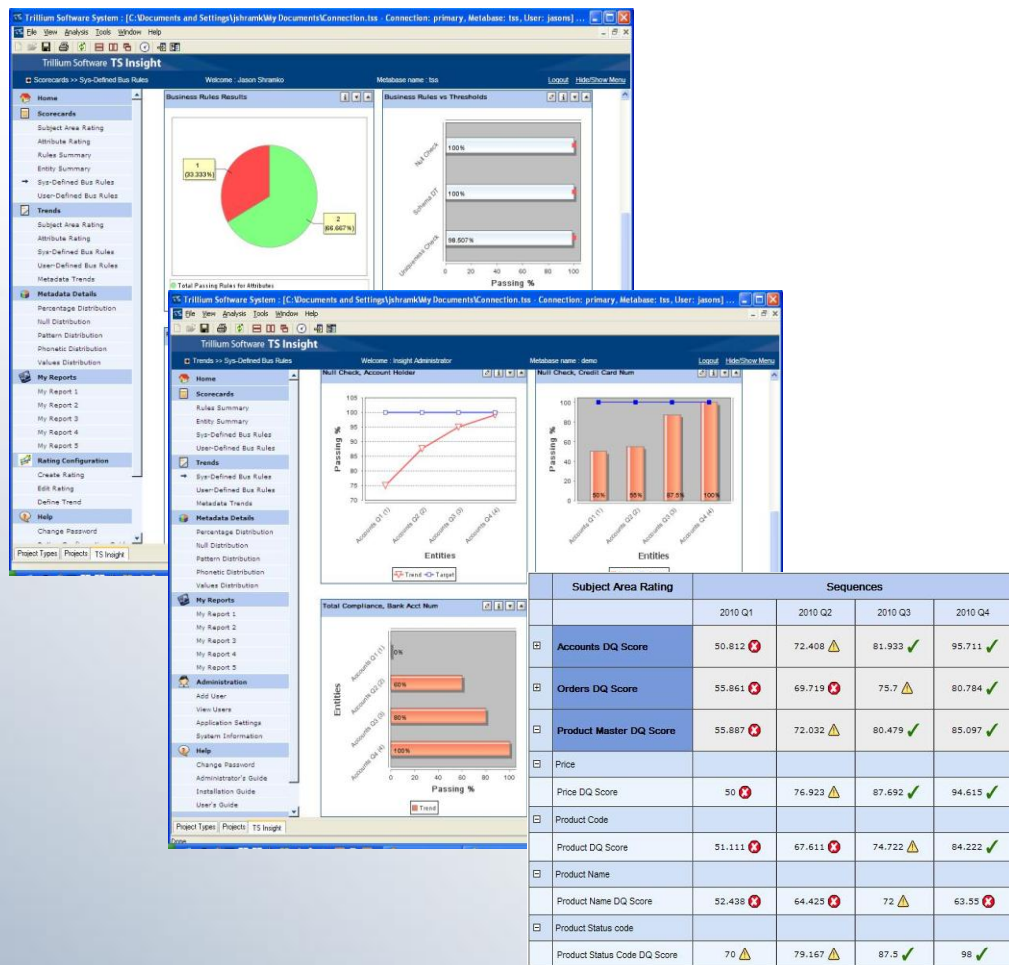 Trillium Software System : [C:\Documents and Settings\jshramk\My Documents\Connection.tss - Connection: primary, Metabase: tss, User: jasons] ...
File View Analysis Tools Window Help
Trillium Software TS Insight
Scorecards >> Sys-Defined Bus Rules Welcome : Jason Shramko Metabase name : tss Logout Hide/Show Menu
Home
Scorecards
Subject Area Rating
Attribute Rating
Rules Summary
Entity Summary
Sys-Defined Bus Rules
User-Defined Bus Rules
Trends
Subject Area Rating
Attribute Rating
Sys-Defined Bus Rules
User-Defined Bus Rules
Metadata Trends
Metadata Details
Percentage Distribution
Null Distribution
Pattern Distribution
Phonetic Distribution
Values Distribution
My Reports
My Report 1
My Report 2
My Report 3
My Report 4
My Report 5
Rating Configuration
Create Rating
Edit Rating
Define Trend
Help
Change Password
Project Types Projects TS Insight
Business Rules Results
1
(33.333%)
2
(66.667%)
Total Passing Rules for Attributes
Business Rules vs Thresholds
Null Check 100%
Schema DT 100%
Uniqueness Check 98.507%
0 20 40 60 80 100
Passing %
Trillium Software System : [C:\Documents and Settings\jshramk\My Documents\Connection.tss - Connection: primary, Metabase: tss, User: jasons] ...
File View Analysis Tools Window Help
Trillium Software TS Insight
Trends >> Sys-Defined Bus Rules Welcome : Insight Administrator Metabase name : demo Logout Hide/Show Menu
Home
Scorecards
Rules Summary
Entity Summary
Sys-Defined Bus Rules
User-Defined Bus Rules
Trends
Sys-Defined Bus Rules
User-Defined Bus Rules
Metadata Trends
Metadata Details
Percentage Distribution
Null Distribution
Pattern Distribution
Phonetic Distribution
Values Distribution
My Reports
My Report 1
My Report 2
My Report 3
My Report 4
My Report 5
Administration
Add User
View Users
Application Settings
System Information
Help
Change Password
Administrator's Guide
Installation Guide
User's Guide
Project Types Projects TS Insight
Done
Null Check, Account Holder
105
100
95
90
85
80
75
70
Passing %
Accounts Q1 (1) Accounts Q2 (2) Accounts Q3 (3) Accounts Q4 (4)
Entities
Trend Target
Null Check, Credit Card Num
100
80
60
40
20
0
Passing %
50% 55% 87.5% 100%
Accounts Q1 (1) Accounts Q2 (2) Accounts Q3 (3) Accounts Q4 (4)
Entities
Total Compliance, Bank Acct Num
Entities
Accounts Q1 (1) 0%
Accounts Q2 (2) 60%
Accounts Q3 (3) 80%
Accounts Q4 (4) 100%
0 20 40 60 80 100
Passing %
Trend
Subject Area Rating Sequences
2010 Q1 2010 Q2 2010 Q3 2010 Q4
Accounts DQ Score 50.812 72.408 81.933 95.711
Orders DQ Score 55.861 69.719 75.7 80.784
Product Master DQ Score 55.887 72.032 80.479 85.097
Price
Price DQ Score 50 76.923 87.692 94.615
Product Code
Product DQ Score 51.111 67.611 74.722 84.222
Product Name
Product Name DQ Score 52.438 64.425 72 63.55
Product Status code
Product Status Code DQ Score 70 79.167 87.5 98